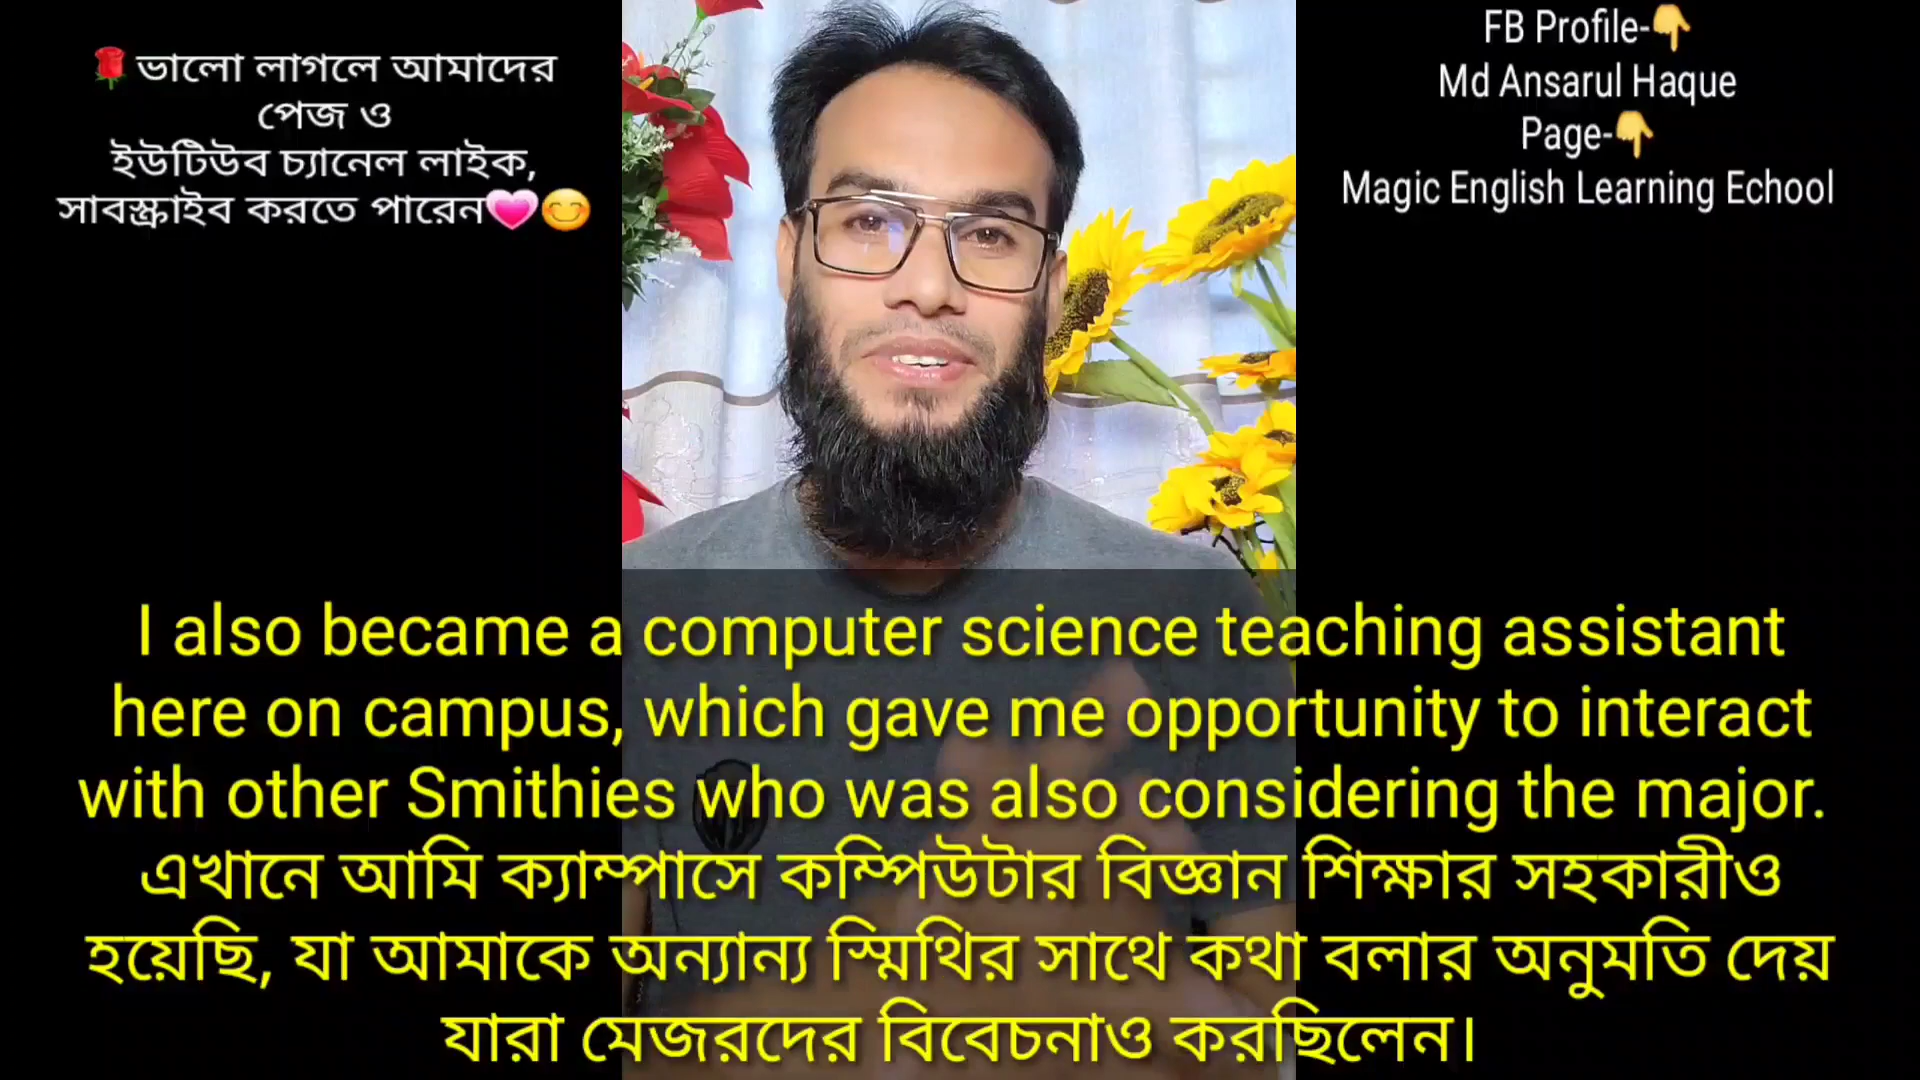 🌹ভালো লাগলে আমাদের
পেজ ও
ইউটিউব চ্যানেল লাইক,
সাবস্ক্রাইব করতে পারেন💗😊
FB Profile-👇
Md Ansarul Haque
Page-👇
Magic English Learning Echool
I also became a computer science teaching assistant
here on campus, which gave me opportunity to interact
with other Smithies who was also considering the major.
এখানে আমি ক্যাম্পাসে কম্পিউটার বিজ্ঞান শিক্ষার সহকারীও
হয়েছি, যা আমাকে অন্যান্য স্মিথির সাথে কথা বলার অনুমতি দেয়
যারা মেজরদের বিবেচনাও করছিলেন।